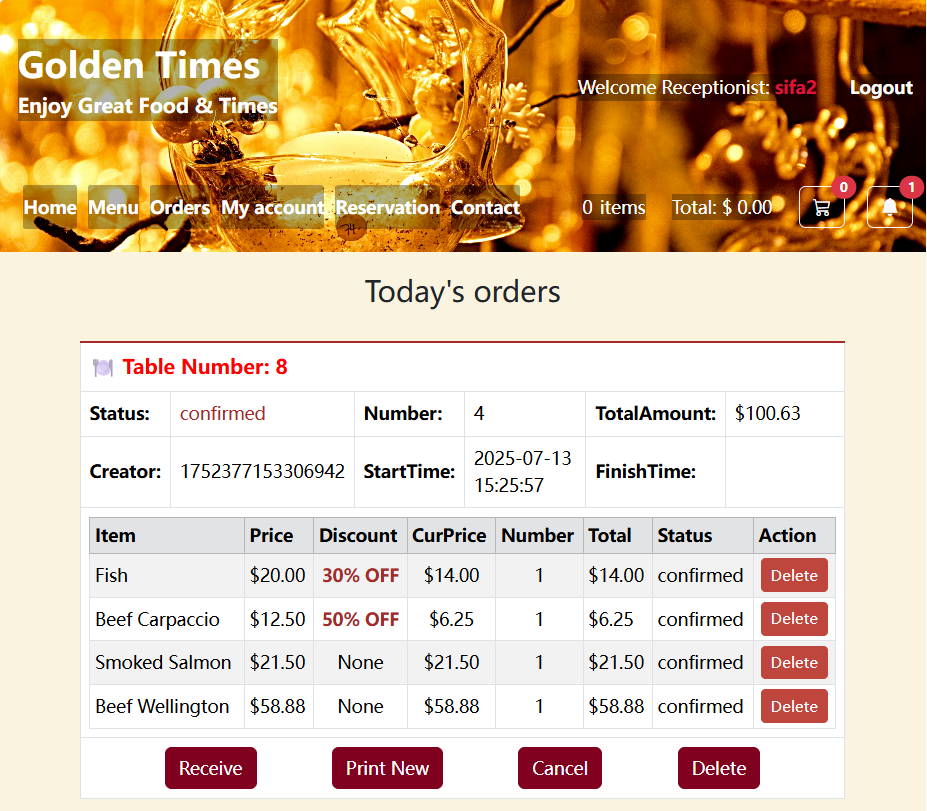 Golden Times
Enjoy Great Food & Times
Welcome Receptionist: sifa2 Logout
Home Menu Orders My account Reservation Contact 0 items Total: $ 0.00 0 1
Today's orders
Table Number: 8
Status: confirmed Number: 4 TotalAmount: $100.63
Creator: 1752377153306942 StartTime: 2025-07-13 15:25:57 FinishTime:
Item Price Discount CurPrice Number Total Status Action
Fish $20.00 30% OFF $14.00 1 $14.00 confirmed Delete
Beef Carpaccio $12.50 50% OFF $6.25 1 $6.25 confirmed Delete
Smoked Salmon $21.50 None $21.50 1 $21.50 confirmed Delete
Beef Wellington $58.88 None $58.88 1 $58.88 confirmed Delete
Receive Print New Cancel Delete